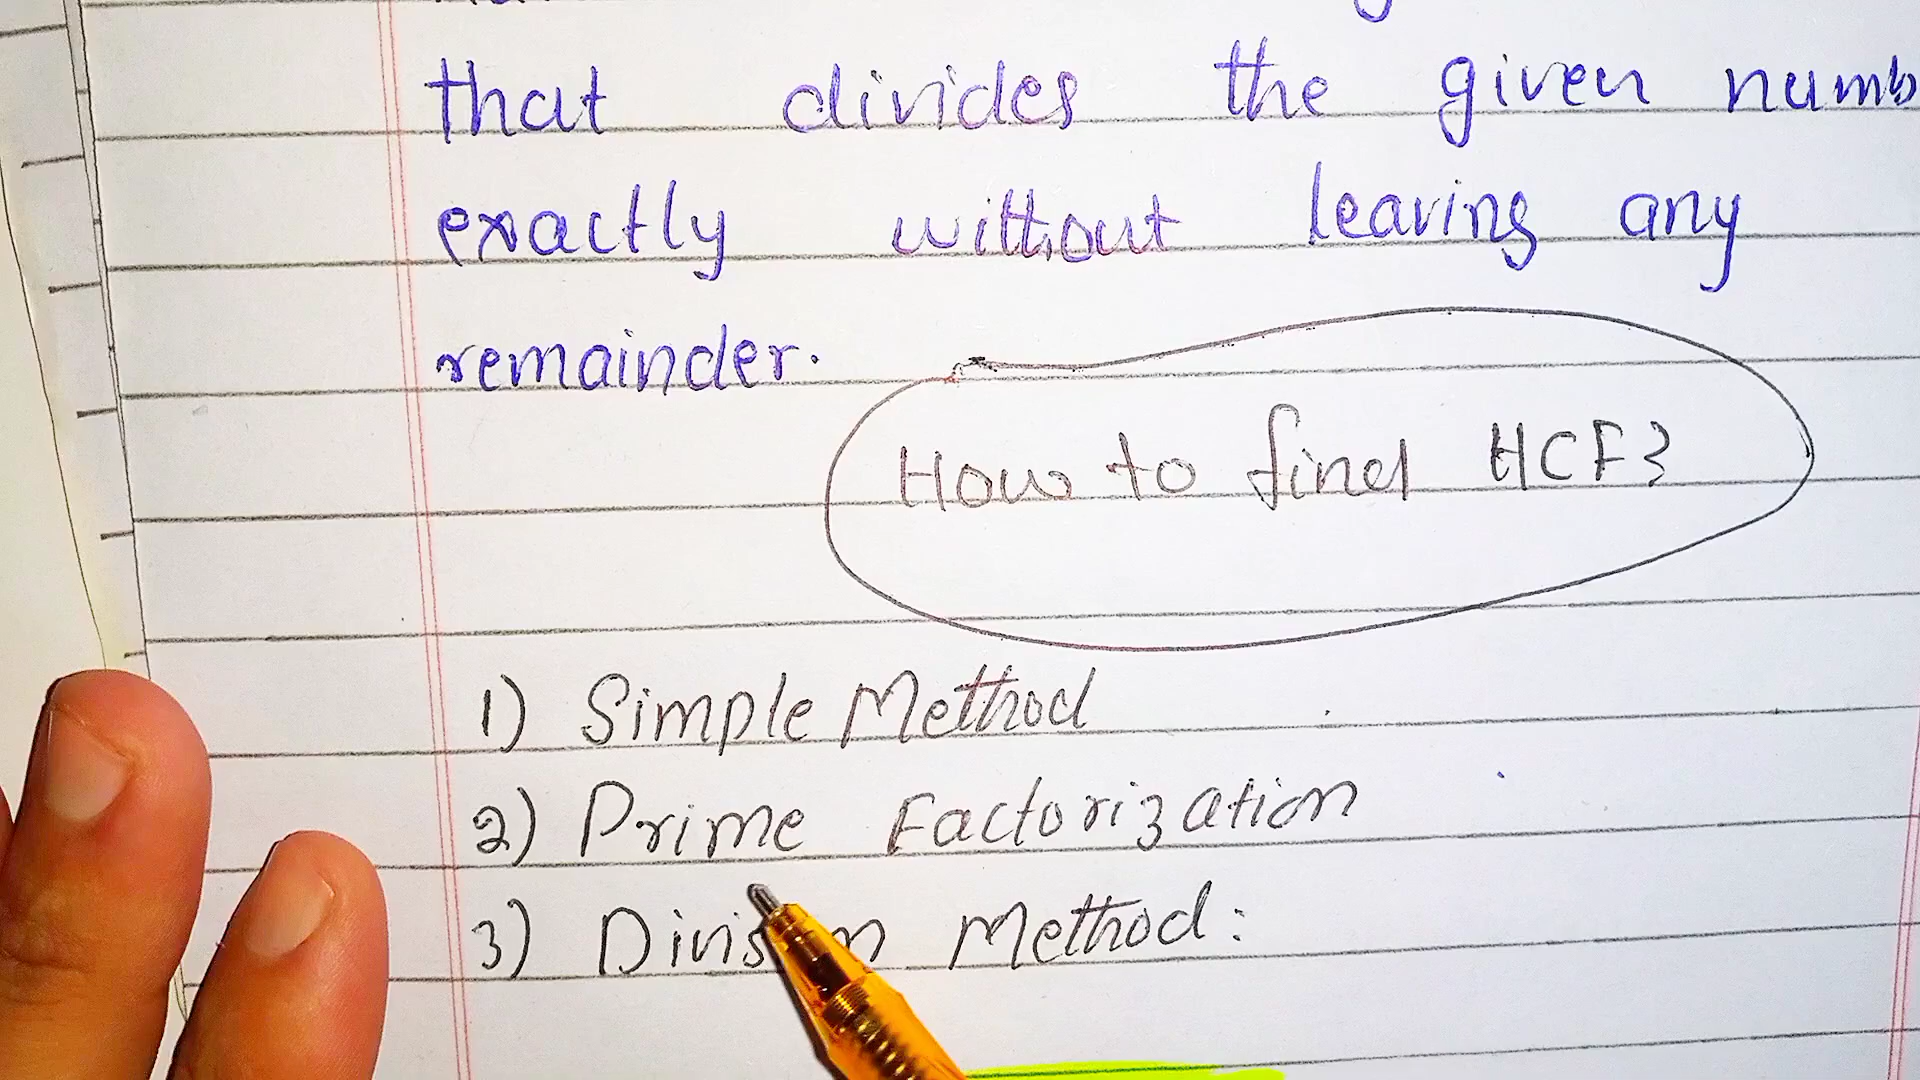 that divides the given numb
exactly without leaving any
remainder.
How to find HCF?
1) Simple Method
2) Prime Factorization
3) Division Method: